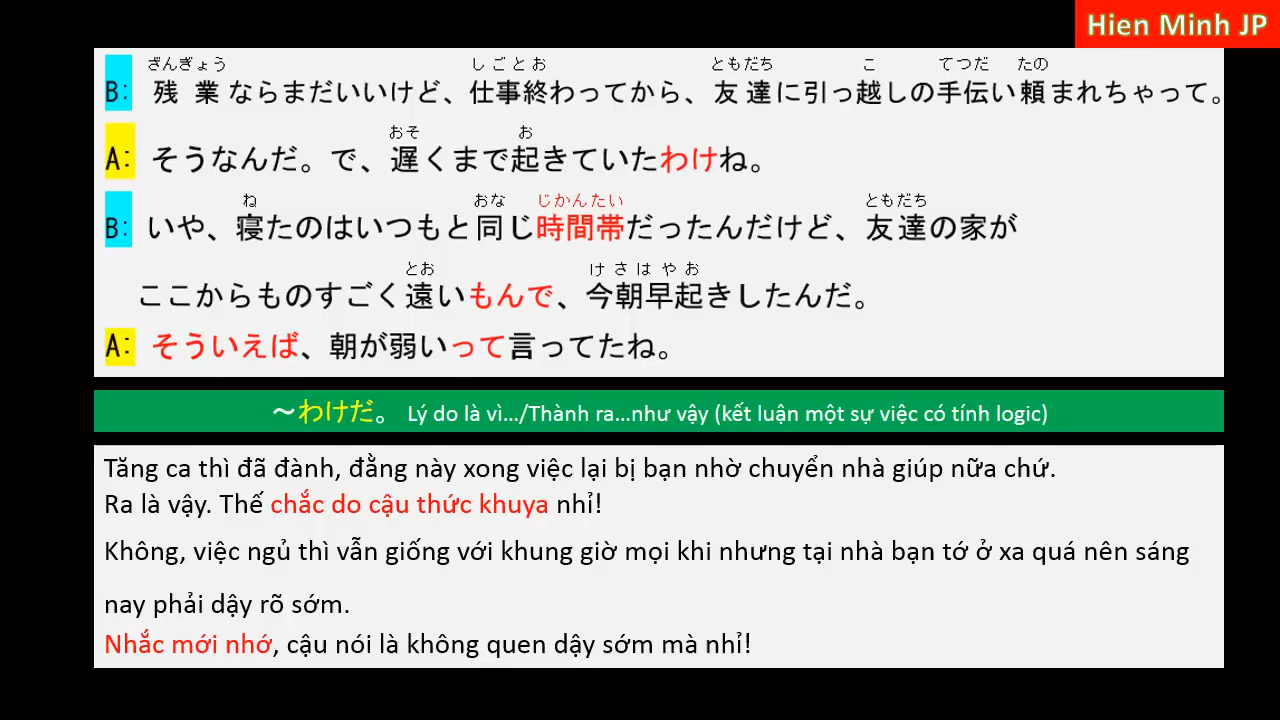 Hien Minh JP
ざんぎょう しごとお ともだち こ てつだ たの
B: 残業ならまだいいけど、仕事終わってから、友達に引っ越しの手伝い頼まれちゃって。
おそ お
A: そうなんだ。で、遅くまで起きていたわけね。
ね おな じかんたい ともだち
B: いや、寝たのはいつもと同じ時間帯だったんだけど、友達の家が
とお けさはやお
ここからものすごく遠いもんで、今朝早起きしたんだ。
A: そういえば、朝が弱いって言ってたね。
～わけだ。 Lý do là vì.../Thành ra...như vậy (kết luận một sự việc có tính logic)
Tăng ca thì đã đành, đằng này xong việc lại bị bạn nhờ chuyển nhà giúp nữa chứ.
Ra là vậy. Thế chắc do cậu thức khuya nhỉ!
Không, việc ngủ thì vẫn giống với khung giờ mọi khi nhưng tại nhà bạn tớ ở xa quá nên sáng
nay phải dậy rõ sớm.
Nhắc mới nhớ, cậu nói là không quen dậy sớm mà nhỉ!